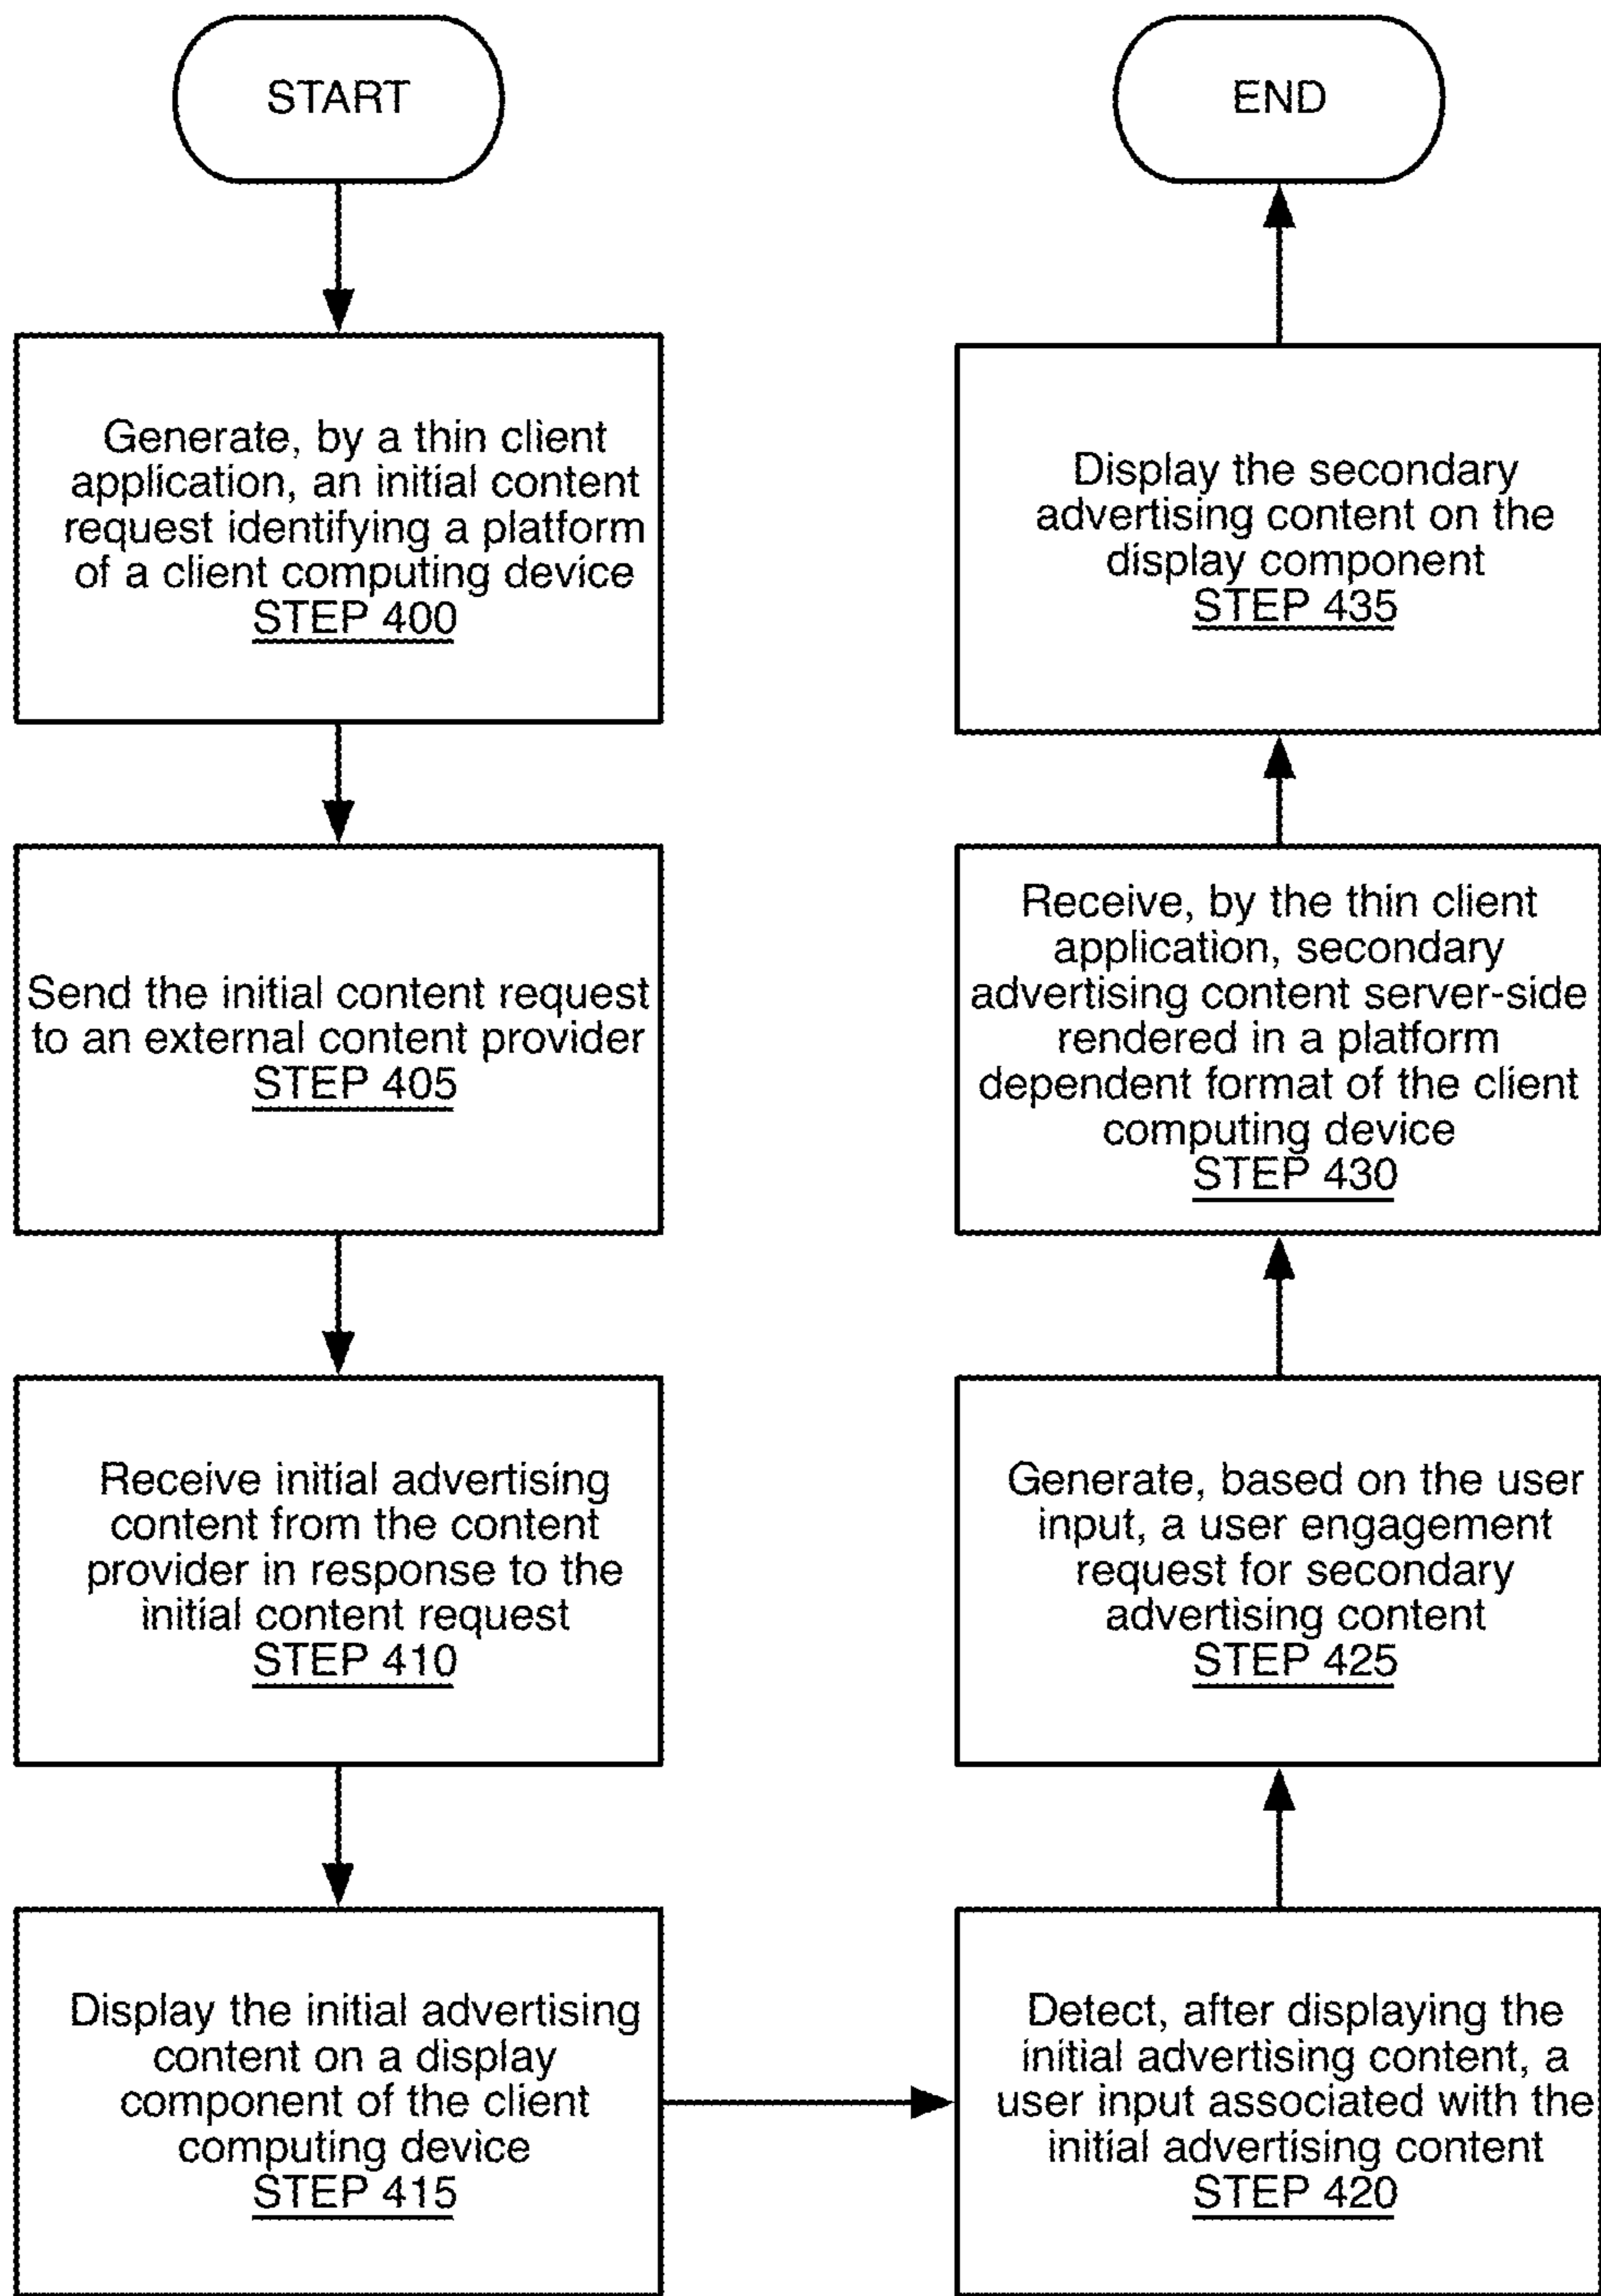 START
Generate, by a thin client
application, an initial content
request identifying a platform
of a client computing device
STEP 400
Send the initial content request
to an external content provider
STEP 405
Receive initial advertising
content from the content
provider in response to the
initial content request
STEP 410
Display the initial advertising
content on a display
component of the client
computing device
STEP 415
Detect, after displaying the
initial advertising content, a
user input associated with the
initial advertising content
STEP 420
Generate, based on the user
input, a user engagement
request for secondary
advertising content
STEP 425
Receive, by the thin client
application, secondary
advertising content server-side
rendered in a platform
dependent format of the client
computing device
STEP 430
Display the secondary
advertising content on the
display component
STEP 435
END